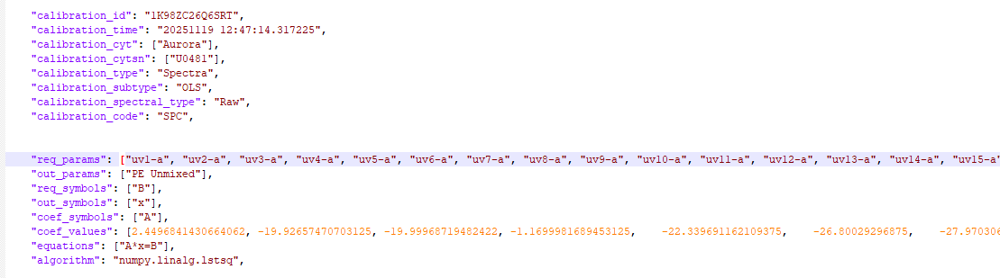 "calibration_id": "1K98ZC26Q6SRT",
"calibration_time": "20251119 12:47:14.317225",
"calibration_cyt": ["Aurora"],
"calibration_cytsn": ["U0481"],
"calibration_type": "Spectra",
"calibration_subtype": "OLS",
"calibration_spectral_type": "Raw",
"calibration_code": "SPC",
"req_params": ["uv1-a", "uv2-a", "uv3-a", "uv4-a", "uv5-a", "uv6-a", "uv7-a", "uv8-a", "uv9-a", "uv10-a", "uv11-a", "uv12-a", "uv13-a", "uv14-a", "uv15-a"
"out_params": ["PE Unmixed"],
"req_symbols": ["B"],
"out_symbols": ["x"],
"coef_symbols": ["A"],
"coef_values": [2.4496841430664062, -19.92657470703125, -19.99968719482422, -1.1699981689453125, -22.339691162109375, -26.80029296875, -27.970306
"equations": ["A*x=B"],
"algorithm": "numpy.linalg.lstsq",